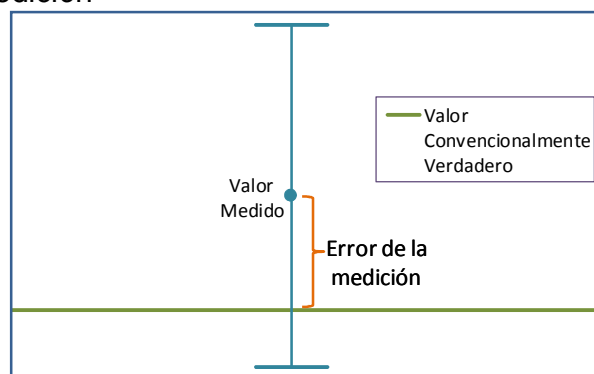 Valor
Convencionalmente
Verdadero
Valor
Medido
Error de la
medición